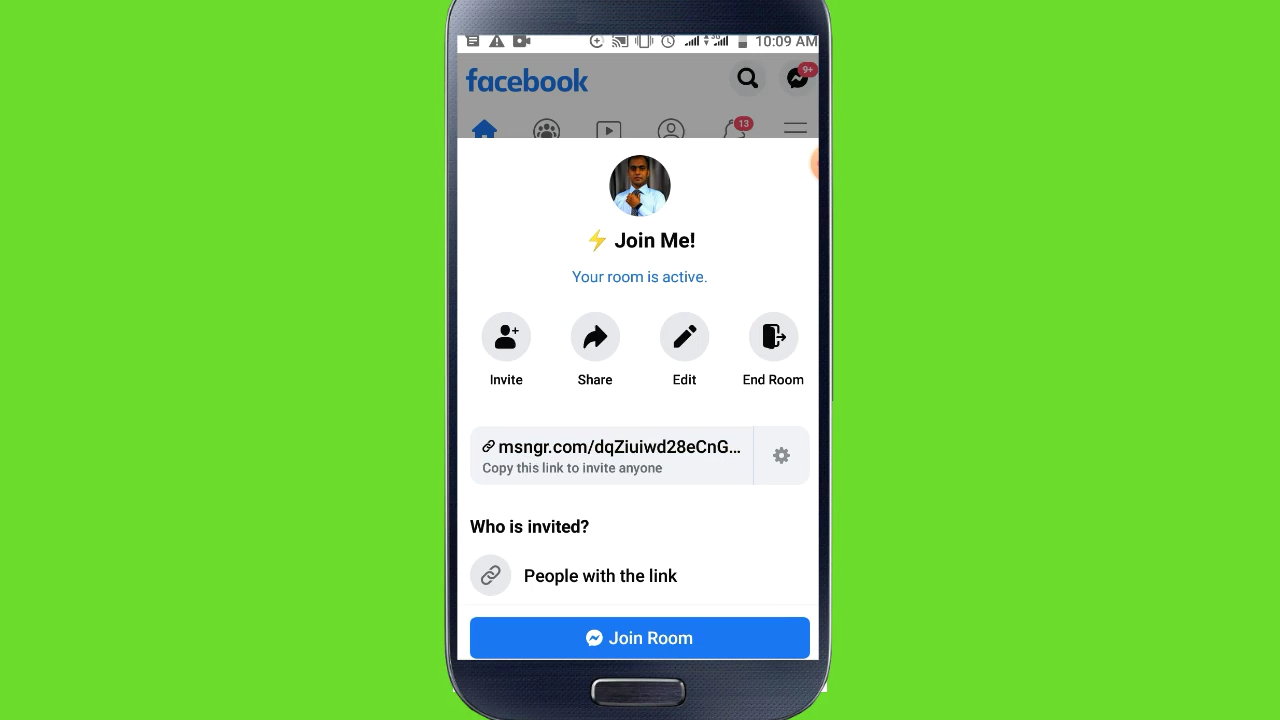 3G 10:09 AM
facebook
9+
13
⚡ Join Me!
Your room is active.
Invite Share Edit End Room
msngr.com/dqZiuiwd28eCnG...
Copy this link to invite anyone
Who is invited?
People with the link
Join Room